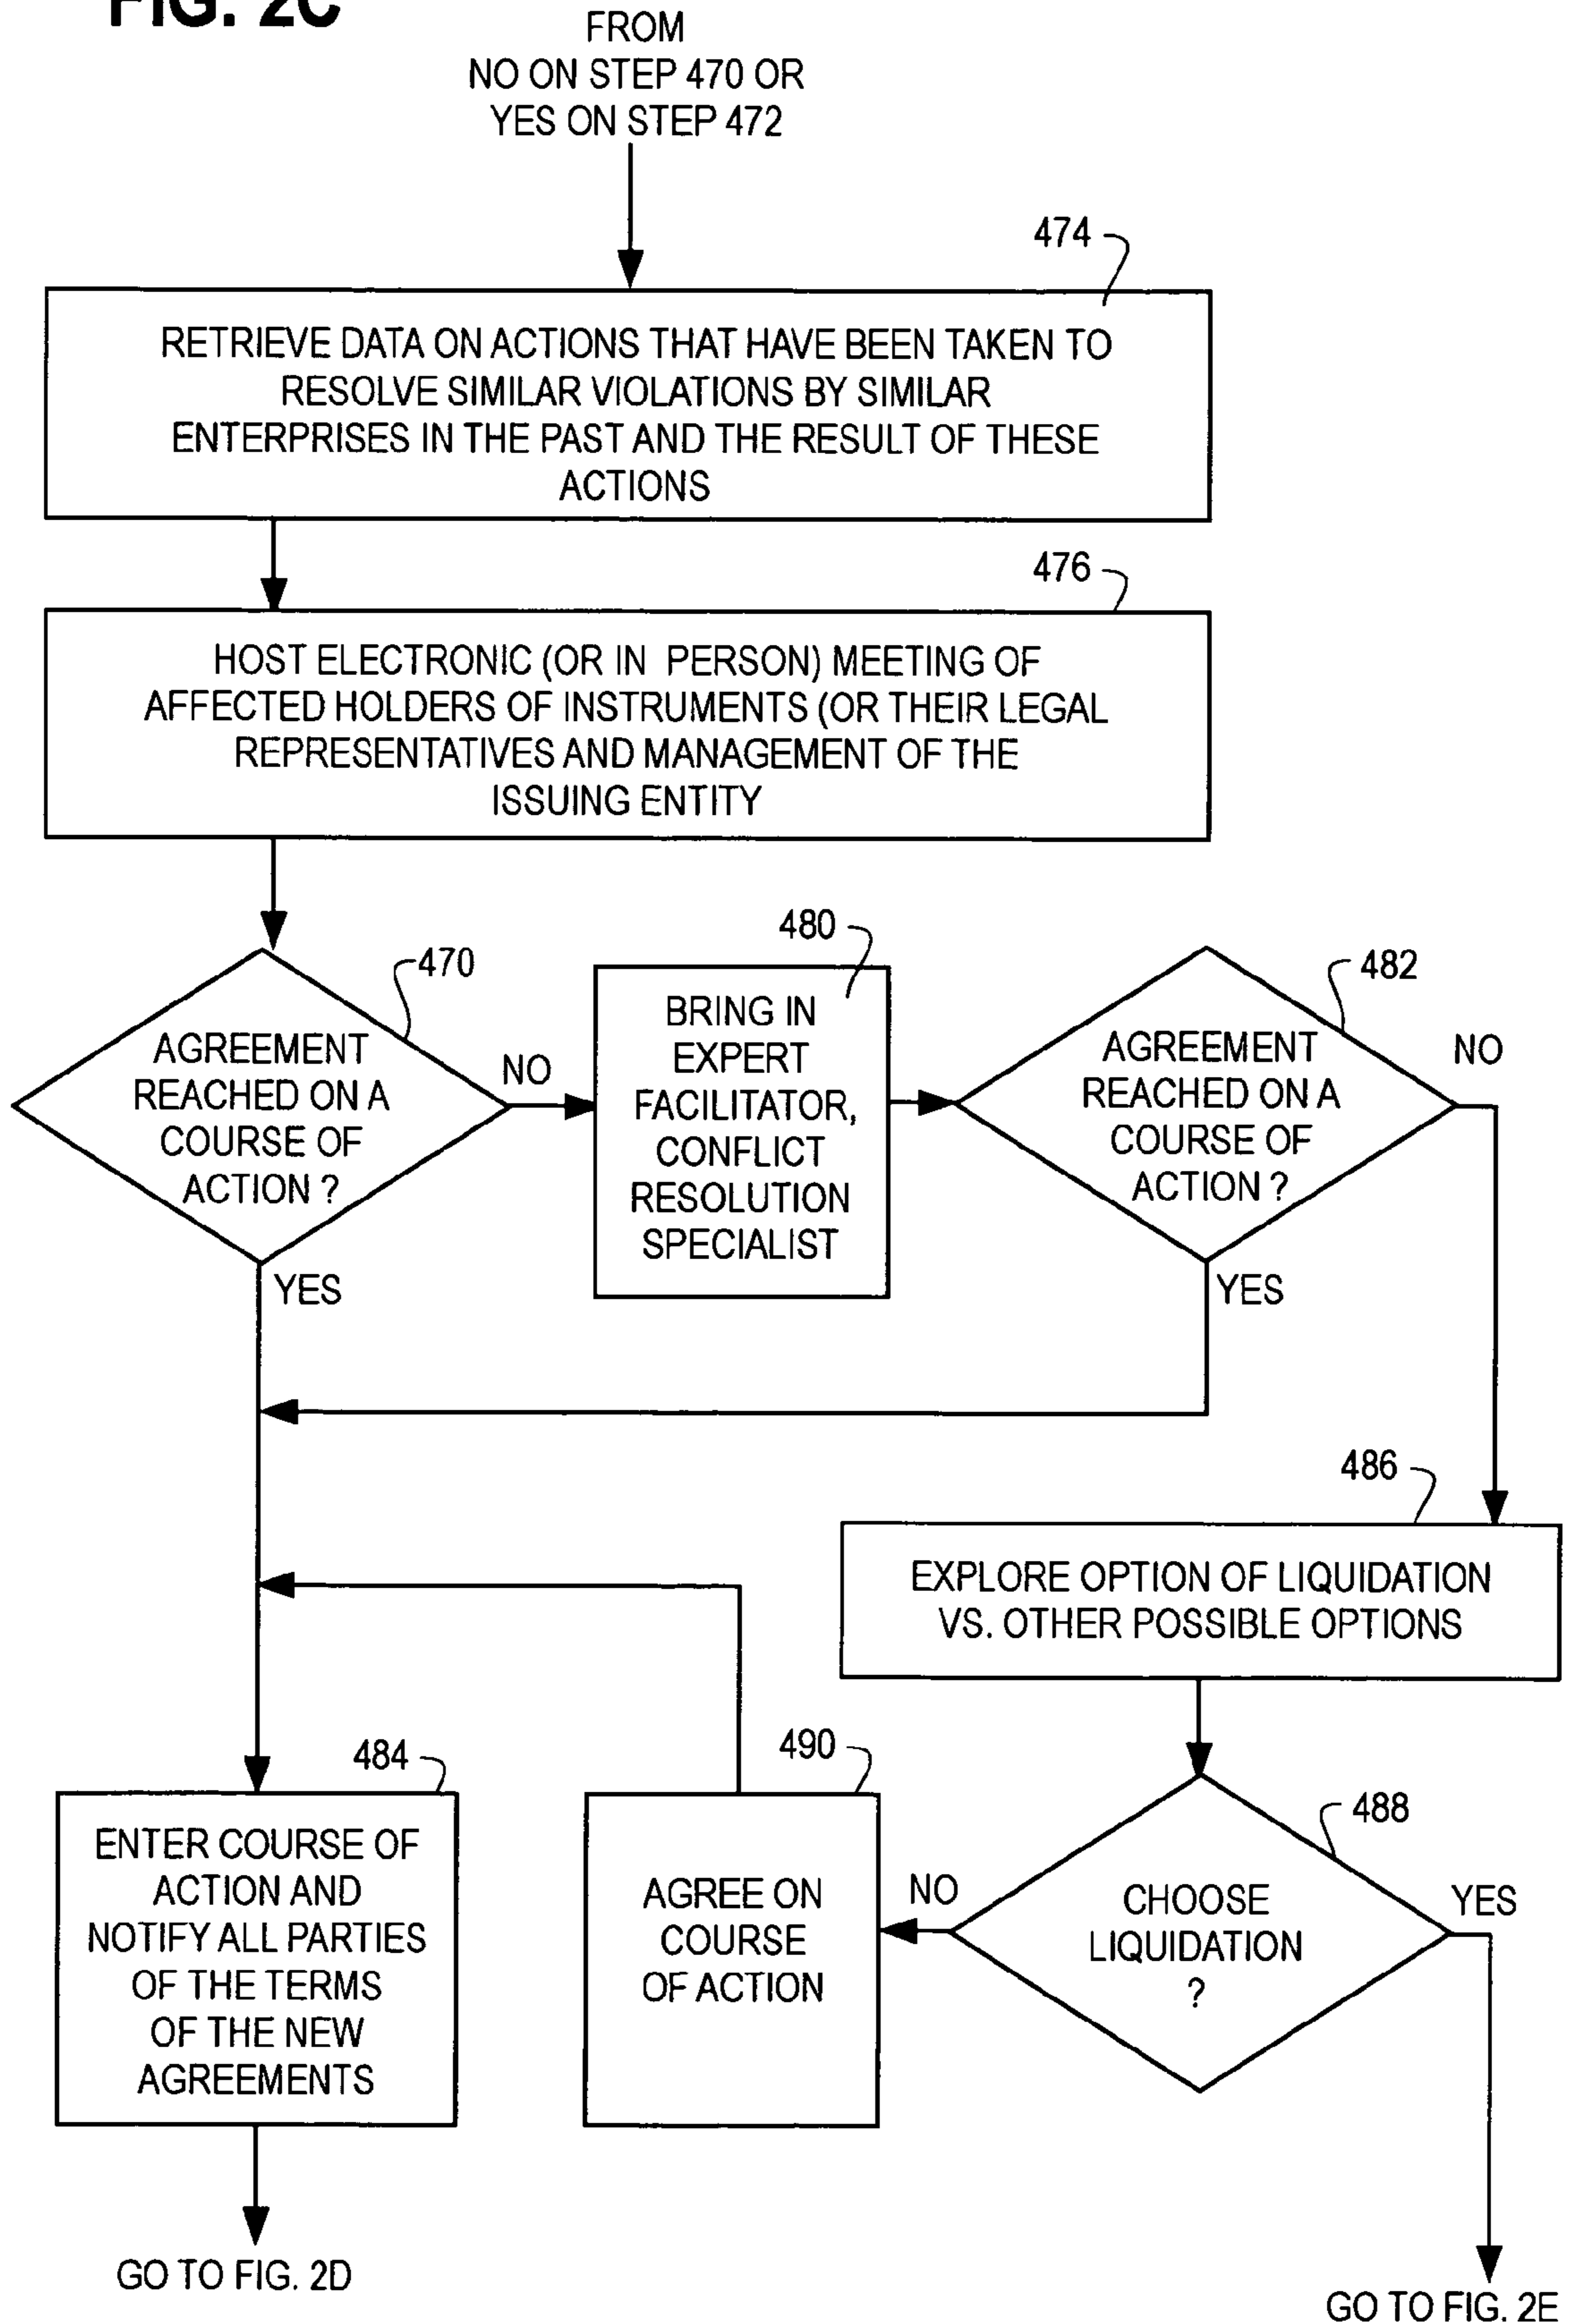 FIG. 2C
FROM
NO ON STEP 470 OR
YES ON STEP 472
474
RETRIEVE DATA ON ACTIONS THAT HAVE BEEN TAKEN TO
RESOLVE SIMILAR VIOLATIONS BY SIMILAR
ENTERPRISES IN THE PAST AND THE RESULT OF THESE
ACTIONS
476
HOST ELECTRONIC (OR IN PERSON) MEETING OF
AFFECTED HOLDERS OF INSTRUMENTS (OR THEIR LEGAL
REPRESENTATIVES AND MANAGEMENT OF THE
ISSUING ENTITY
470
AGREEMENT
REACHED ON A
COURSE OF
ACTION ?
NO
YES
480
BRING IN
EXPERT
FACILITATOR,
CONFLICT
RESOLUTION
SPECIALIST
482
AGREEMENT
REACHED ON A
COURSE OF
ACTION ?
NO
YES
486
EXPLORE OPTION OF LIQUIDATION
VS. OTHER POSSIBLE OPTIONS
484
ENTER COURSE OF
ACTION AND
NOTIFY ALL PARTIES
OF THE TERMS
OF THE NEW
AGREEMENTS
490
AGREE ON
COURSE
OF ACTION
488
NO
CHOOSE
LIQUIDATION
?
YES
GO TO FIG. 2D
GO TO FIG. 2E